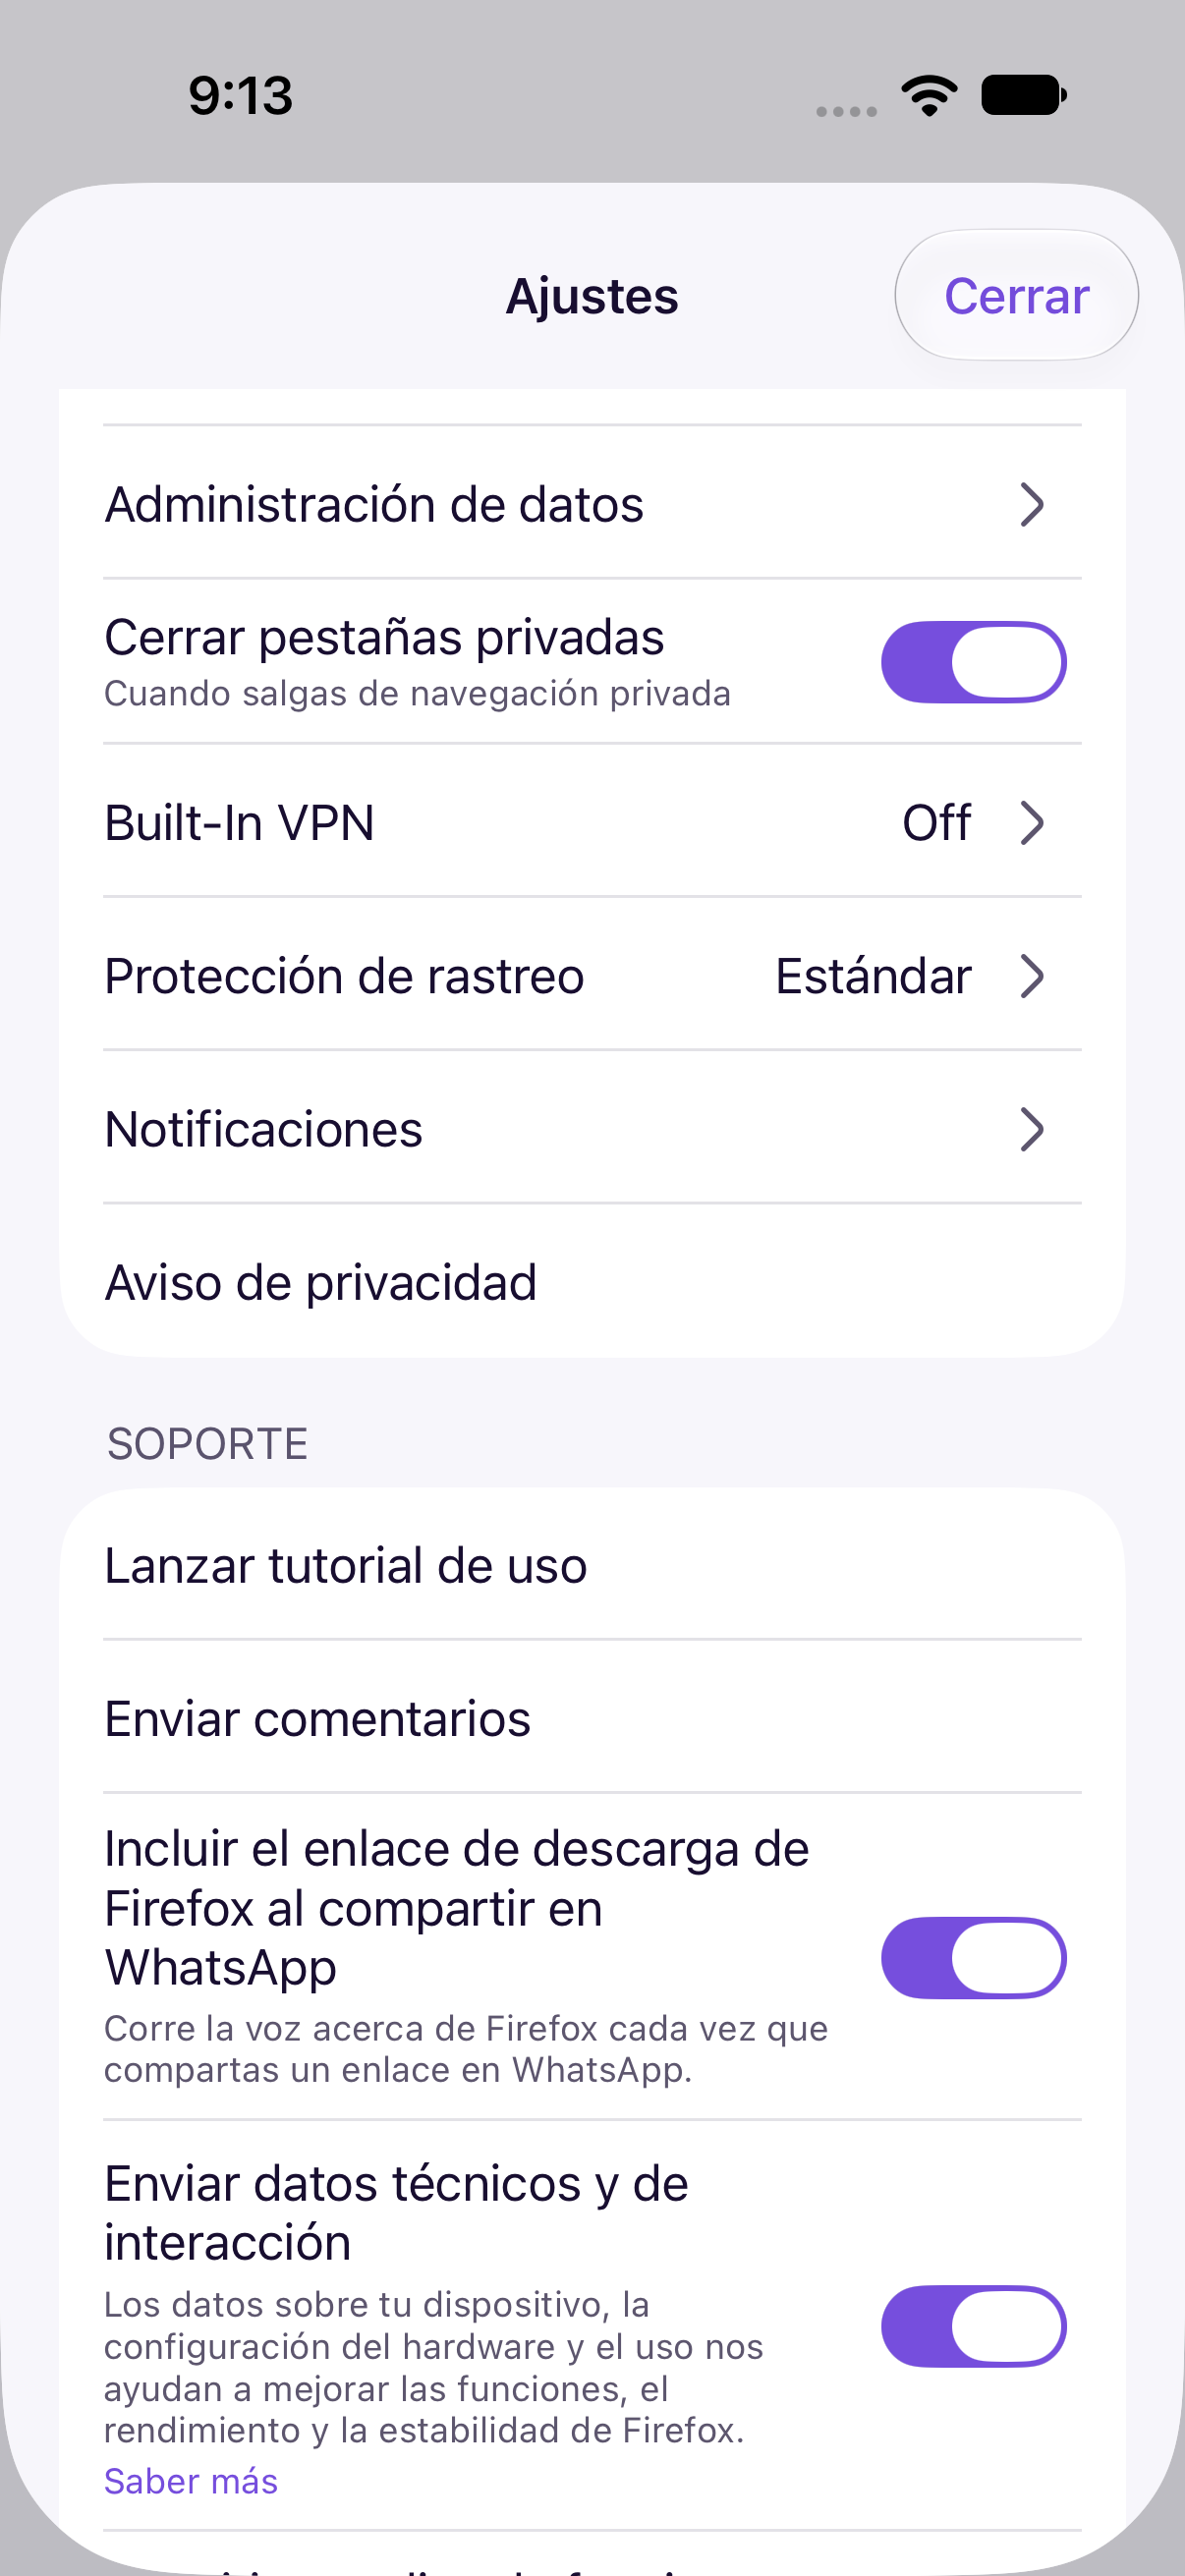 9:13
Ajustes
Cerrar
Administración de datos
Cerrar pestañas privadas
Cuando salgas de navegación privada
Built-In VPN
Off
Protección de rastreo
Estándar
Notificaciones
Aviso de privacidad
SOPORTE
Lanzar tutorial de uso
Enviar comentarios
Incluir el enlace de descarga de
Firefox al compartir en
WhatsApp
Corre la voz acerca de Firefox cada vez que
compartas un enlace en WhatsApp.
Enviar datos técnicos y de
interacción
Los datos sobre tu dispositivo, la
configuración del hardware y el uso nos
ayudan a mejorar las funciones, el
rendimiento y la estabilidad de Firefox.
Saber más